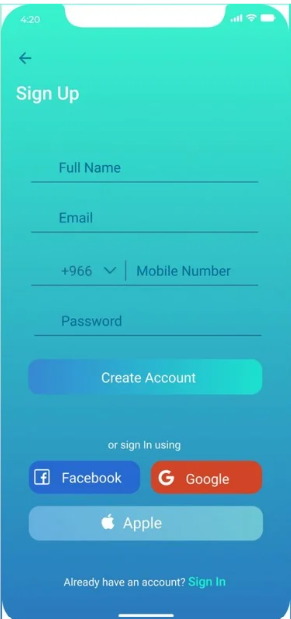 4:20
Sign Up
Full Name
Email
+966 Mobile Number
Password
Create Account
or sign In using
Facebook
Google
Apple
Already have an account? Sign In